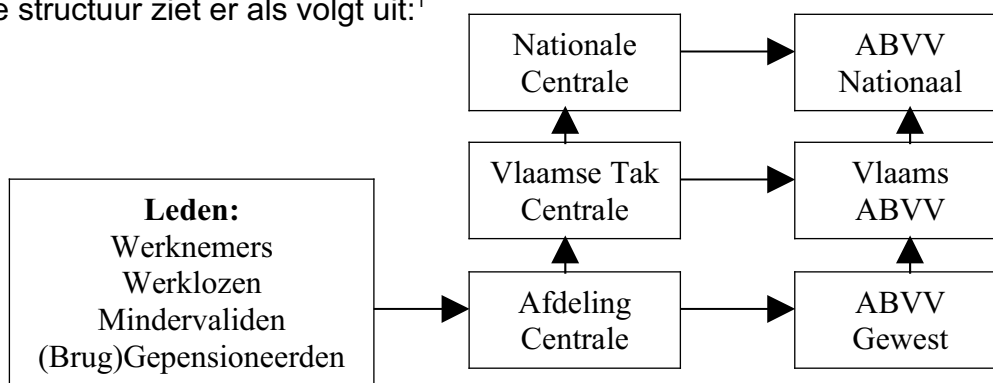 e structuur ziet er als volgt uit:1
Nationale
Centrale
ABVV
Nationaal
Vlaamse Tak
Centrale
Vlaams
ABVV
Leden:
Werknemers
Werklozen
Mindervaliden
(Brug)Gepensioneerden
Afdeling
Centrale
ABVV
Gewest